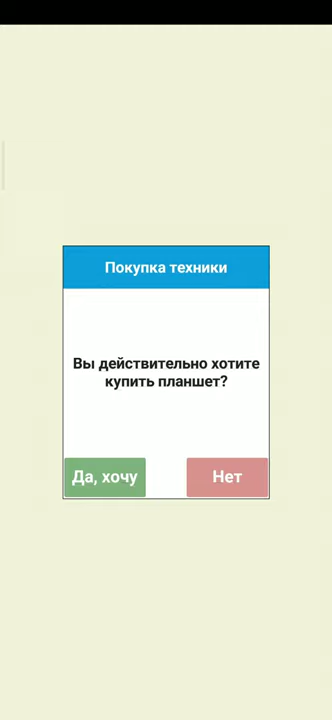 Покупка техники
Вы действительно хотите
купить планшет?
Да, хочу
Нет